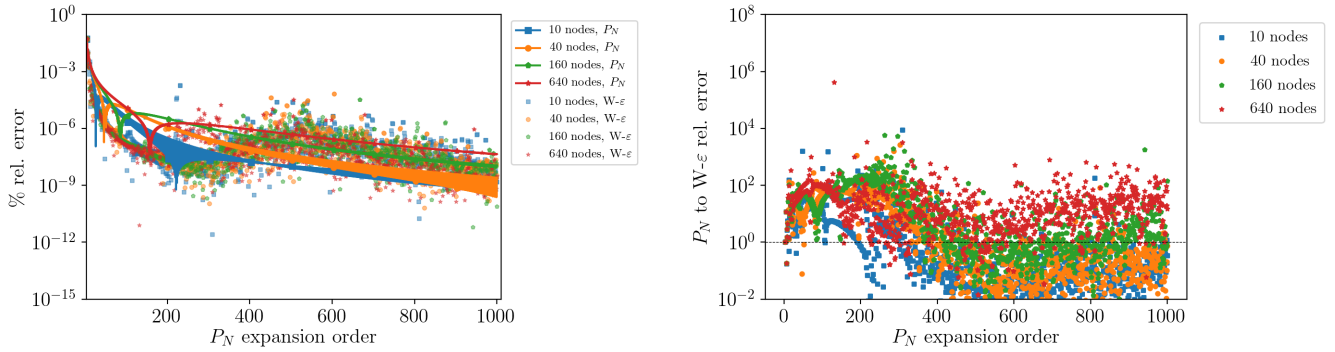 10^0
10^-3
10^-6
10^-9
10^-12
10^-15
% rel. error
200
400
600
800
1000
P_N expansion order
10 nodes, P_N
40 nodes, P_N
160 nodes, P_N
640 nodes, P_N
10 nodes, W-ε
40 nodes, W-ε
160 nodes, W-ε
640 nodes, W-ε
10^8
10^6
10^4
10^2
10^0
10^-2
P_N to W-ε rel. error
0
200
400
600
800
1000
P_N expansion order
10 nodes
40 nodes
160 nodes
640 nodes